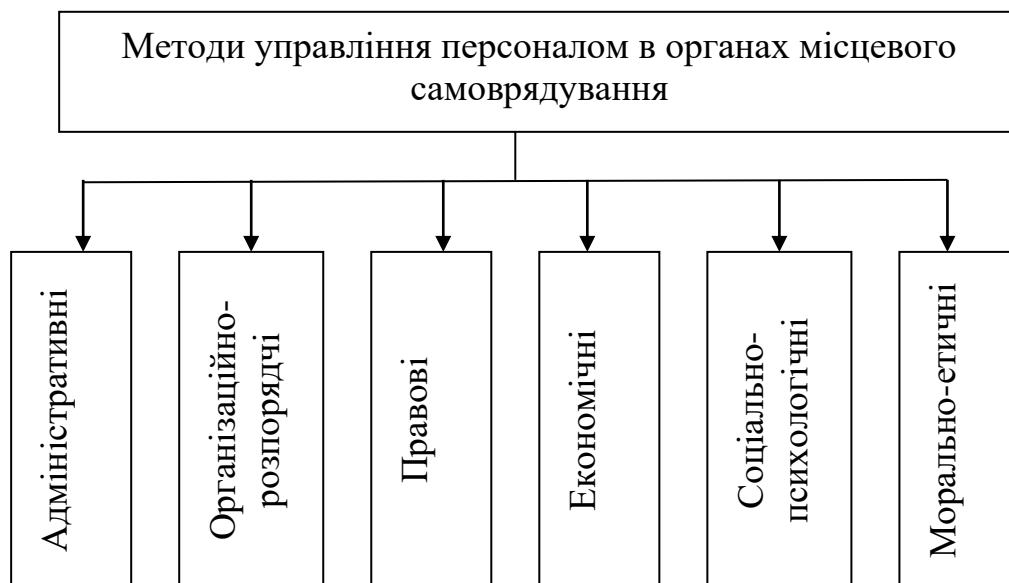 Методи управління персоналом в органах місцевого
самоврядування
Адміністративні
Організаційно-
розпорядчі
Правові
Економічні
Соціально-
психологічні
Морально-етичні